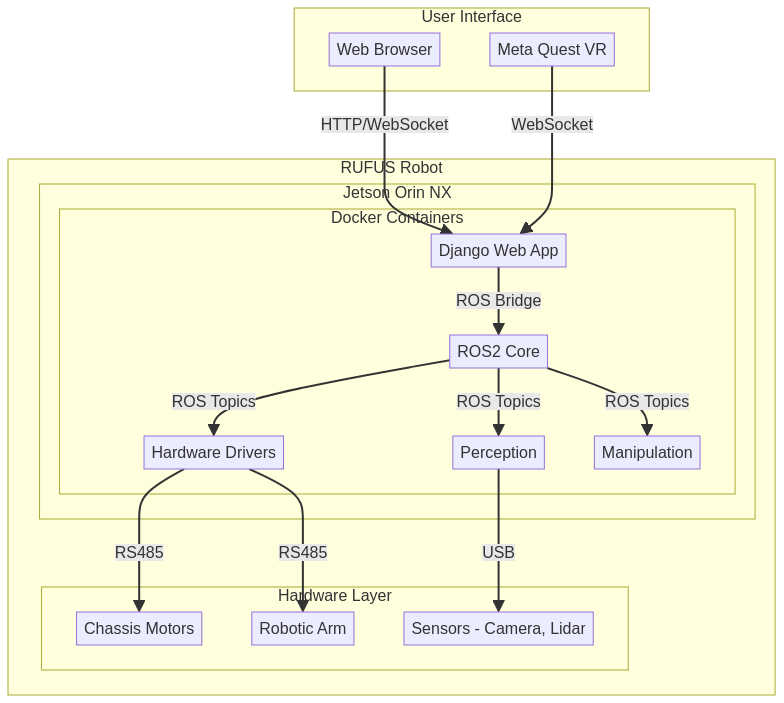 User Interface
Web Browser
Meta Quest VR
HTTP/WebSocket
WebSocket
RUFUS Robot
Jetson Orin NX
Docker Containers
Django Web App
ROS Bridge
ROS2 Core
ROS Topics
ROS Topics
ROS Topics
Hardware Drivers
Perception
Manipulation
RS485
RS485
USB
Hardware Layer
Chassis Motors
Robotic Arm
Sensors - Camera, Lidar